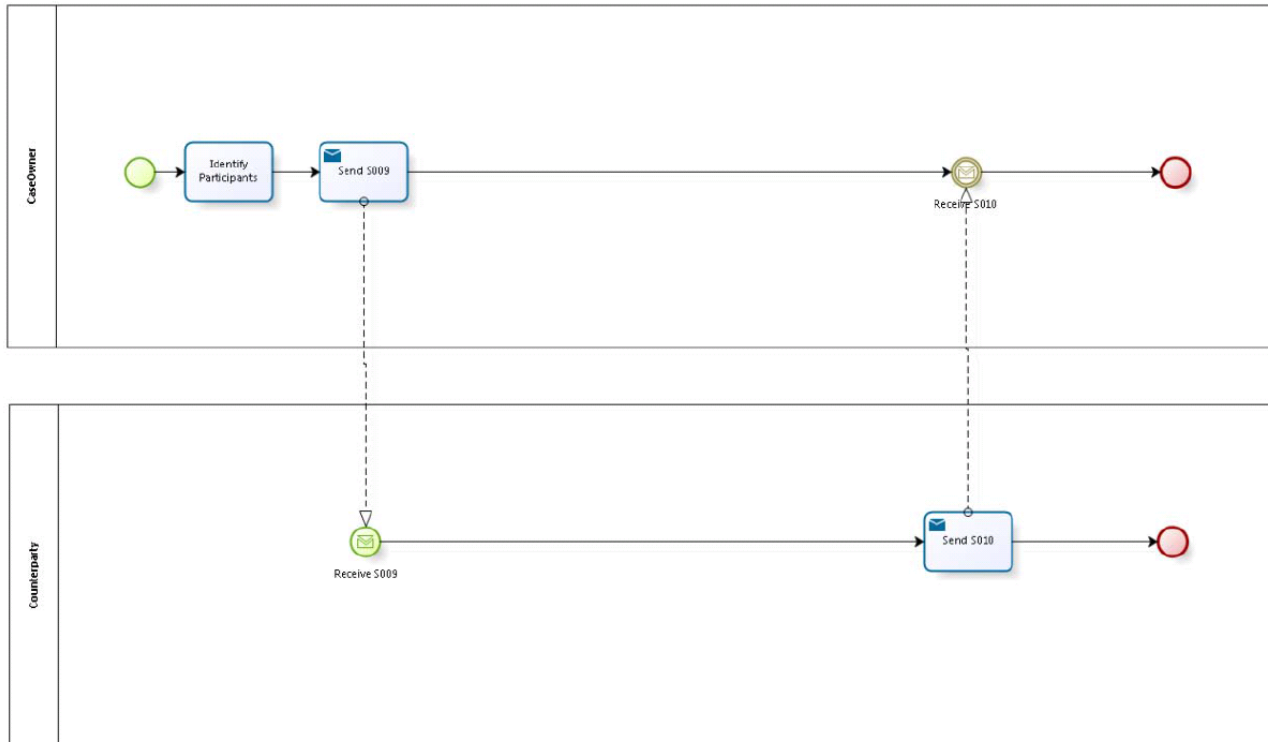 CaseOwner
Identify
Participants
Send S009
Receive S010
Counterparty
Receive S009
Send S010